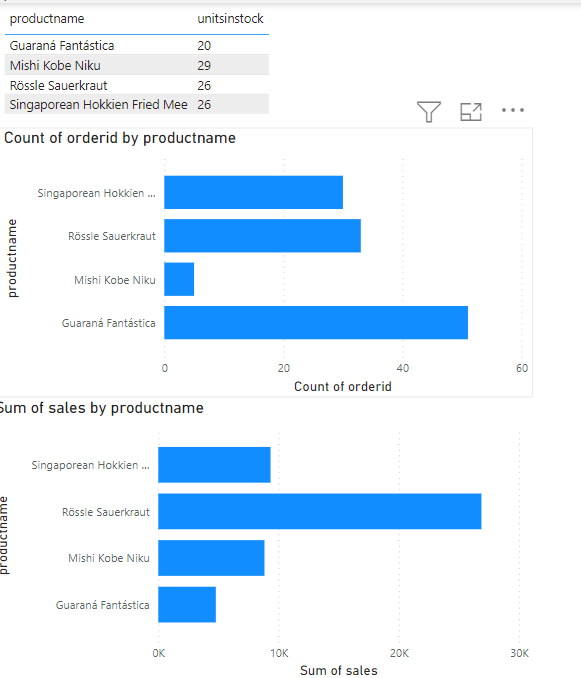 productname unitsinstock
Guaraná Fantástica 20
Mishi Kobe Niku 29
Rössle Sauerkraut 26
Singaporean Hokkien Fried Mee 26
Count of orderid by productname
productname
Singaporean Hokkien ...
Rössle Sauerkraut
Mishi Kobe Niku
Guaraná Fantástica
0 20 40 60
Count of orderid
Sum of sales by productname
productname
Singaporean Hokkien ...
Rössle Sauerkraut
Mishi Kobe Niku
Guaraná Fantástica
0K 10K 20K 30K
Sum of sales